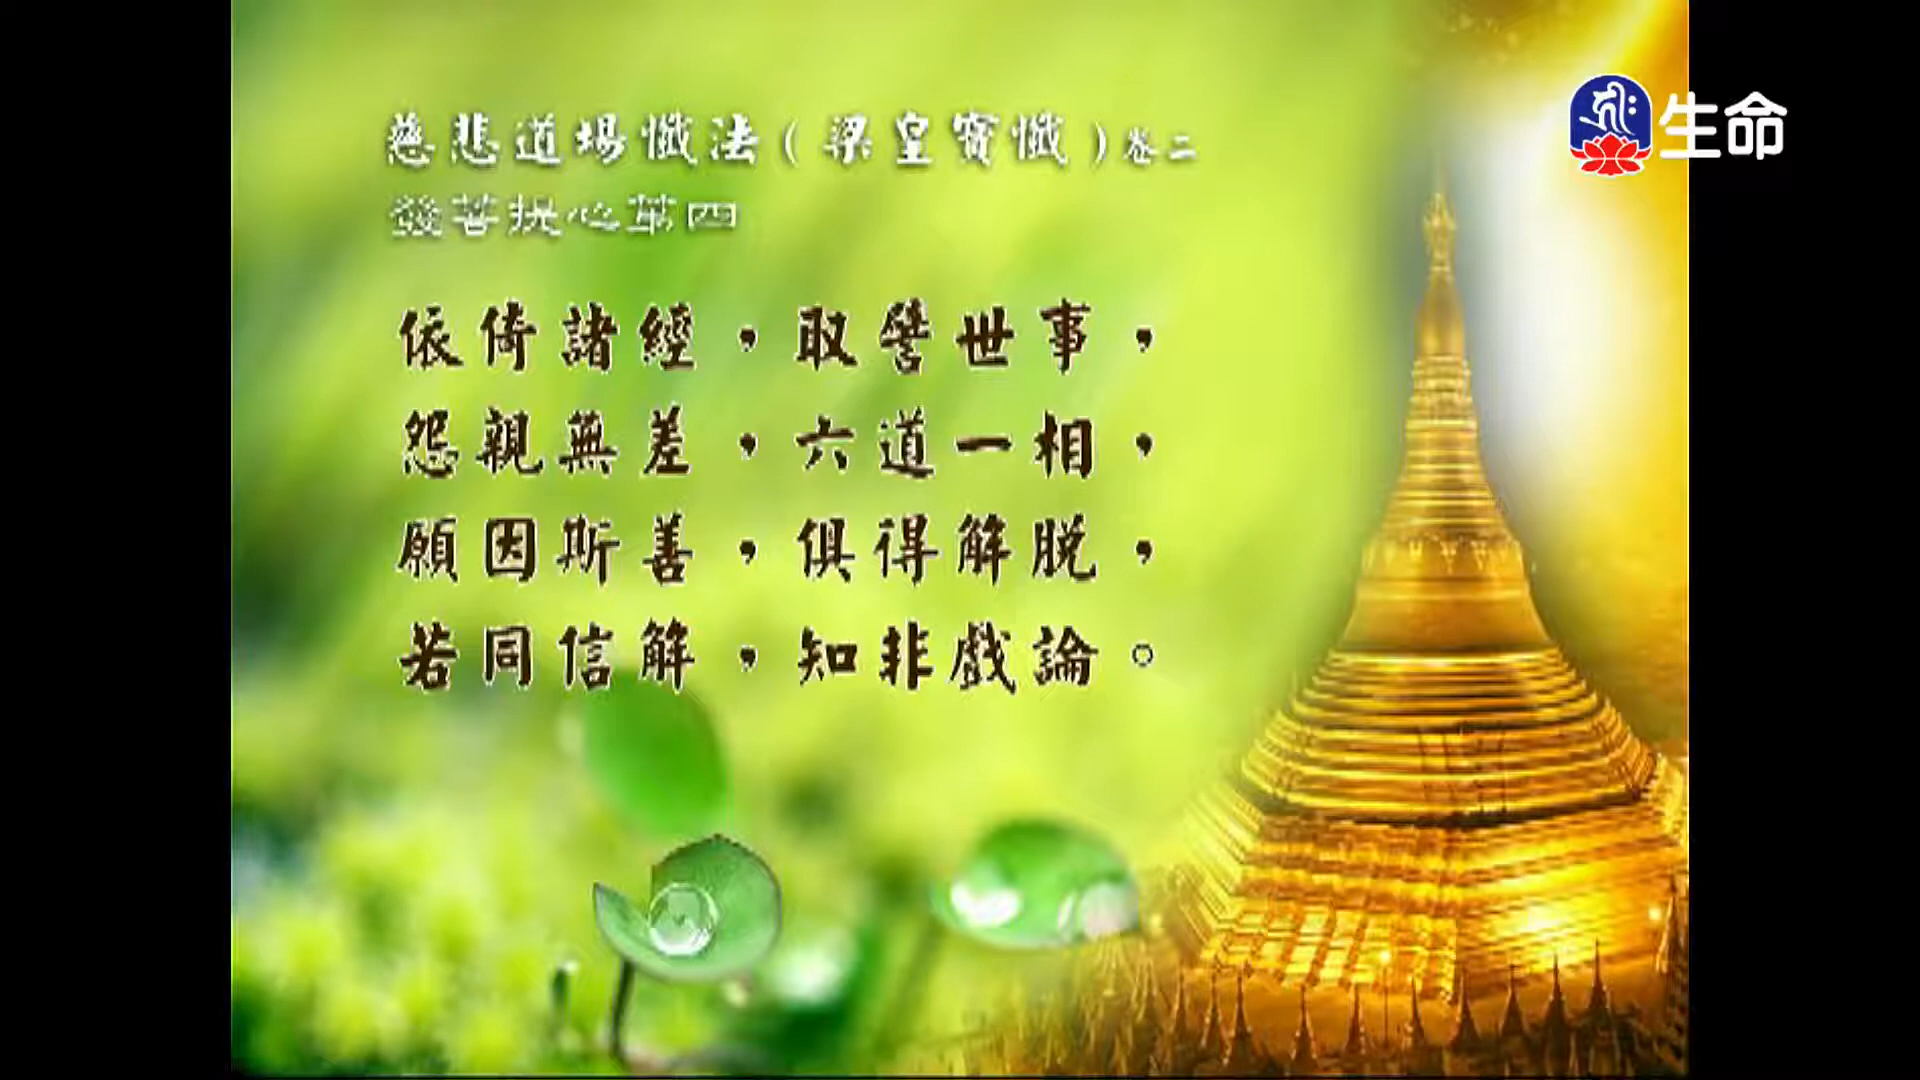 慈悲道場懺法(梁皇寶懺)卷二
發菩提心第四
依倚諸經，取譬世事，
怨親無差，六道一相，
願因斯善，俱得解脫，
若同信解，知非戲論。
生命